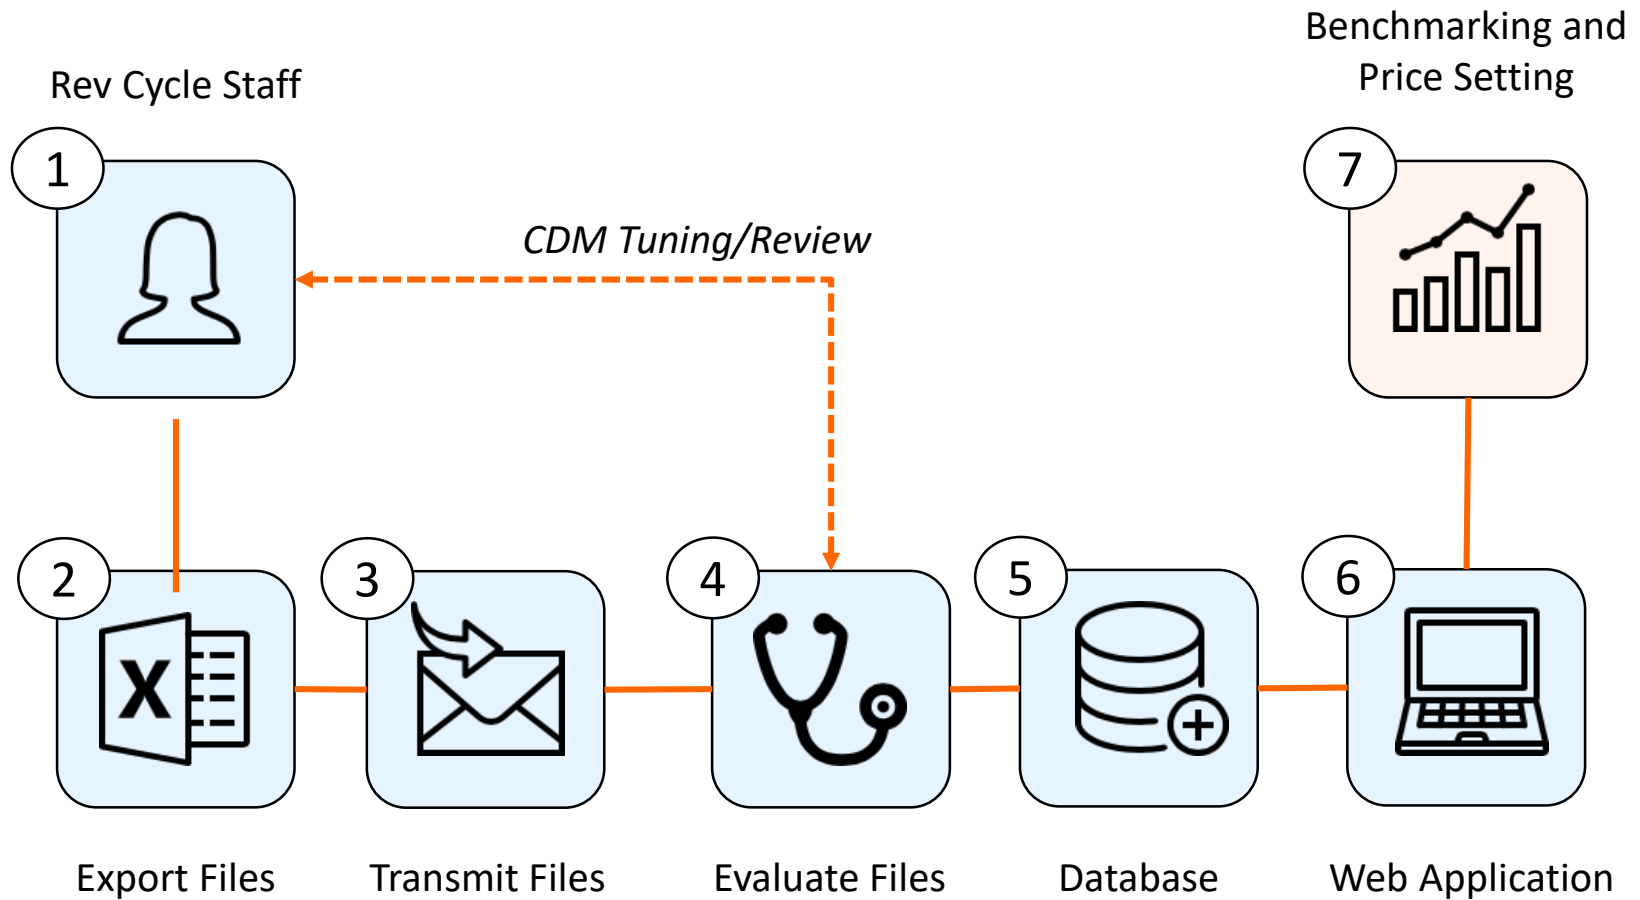 Rev Cycle Staff
1
Benchmarking and
Price Setting
7
CDM Tuning/Review
2
X
Export Files
3
Transmit Files
4
Evaluate Files
5
Database
6
Web Application